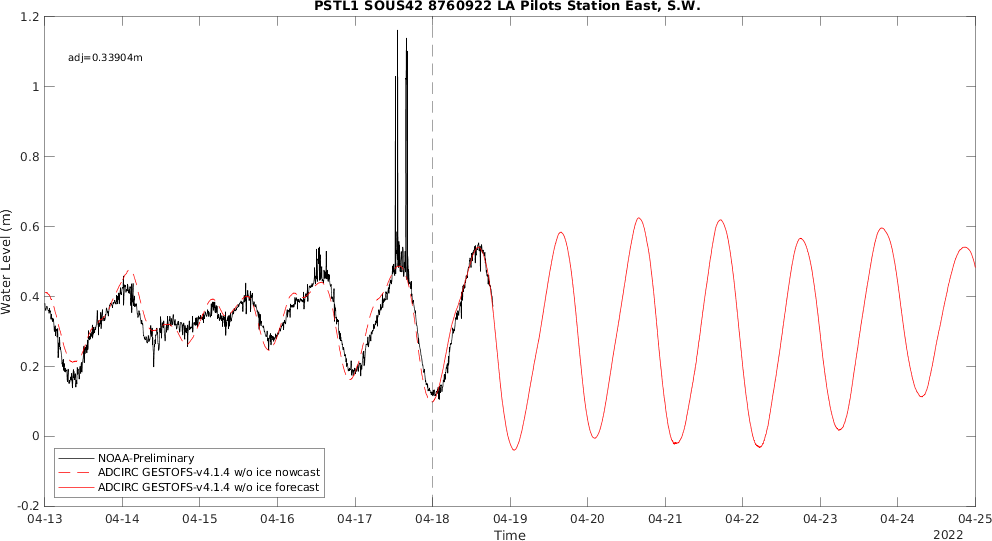 PSTL1 SOUS42 8760922 LA Pilots Station East, S.W.
adj=0.33904m
1.2
1
0.8
0.6
0.4
0.2
0
-0.2
Water Level (m)
NOAA-Preliminary
ADCIRC GESTOFS-v4.1.4 w/o ice nowcast
ADCIRC GESTOFS-v4.1.4 w/o ice forecast
04-13 04-14 04-15 04-16 04-17 04-18 04-19 04-20 04-21 04-22 04-23 04-24 04-25
Time
2022